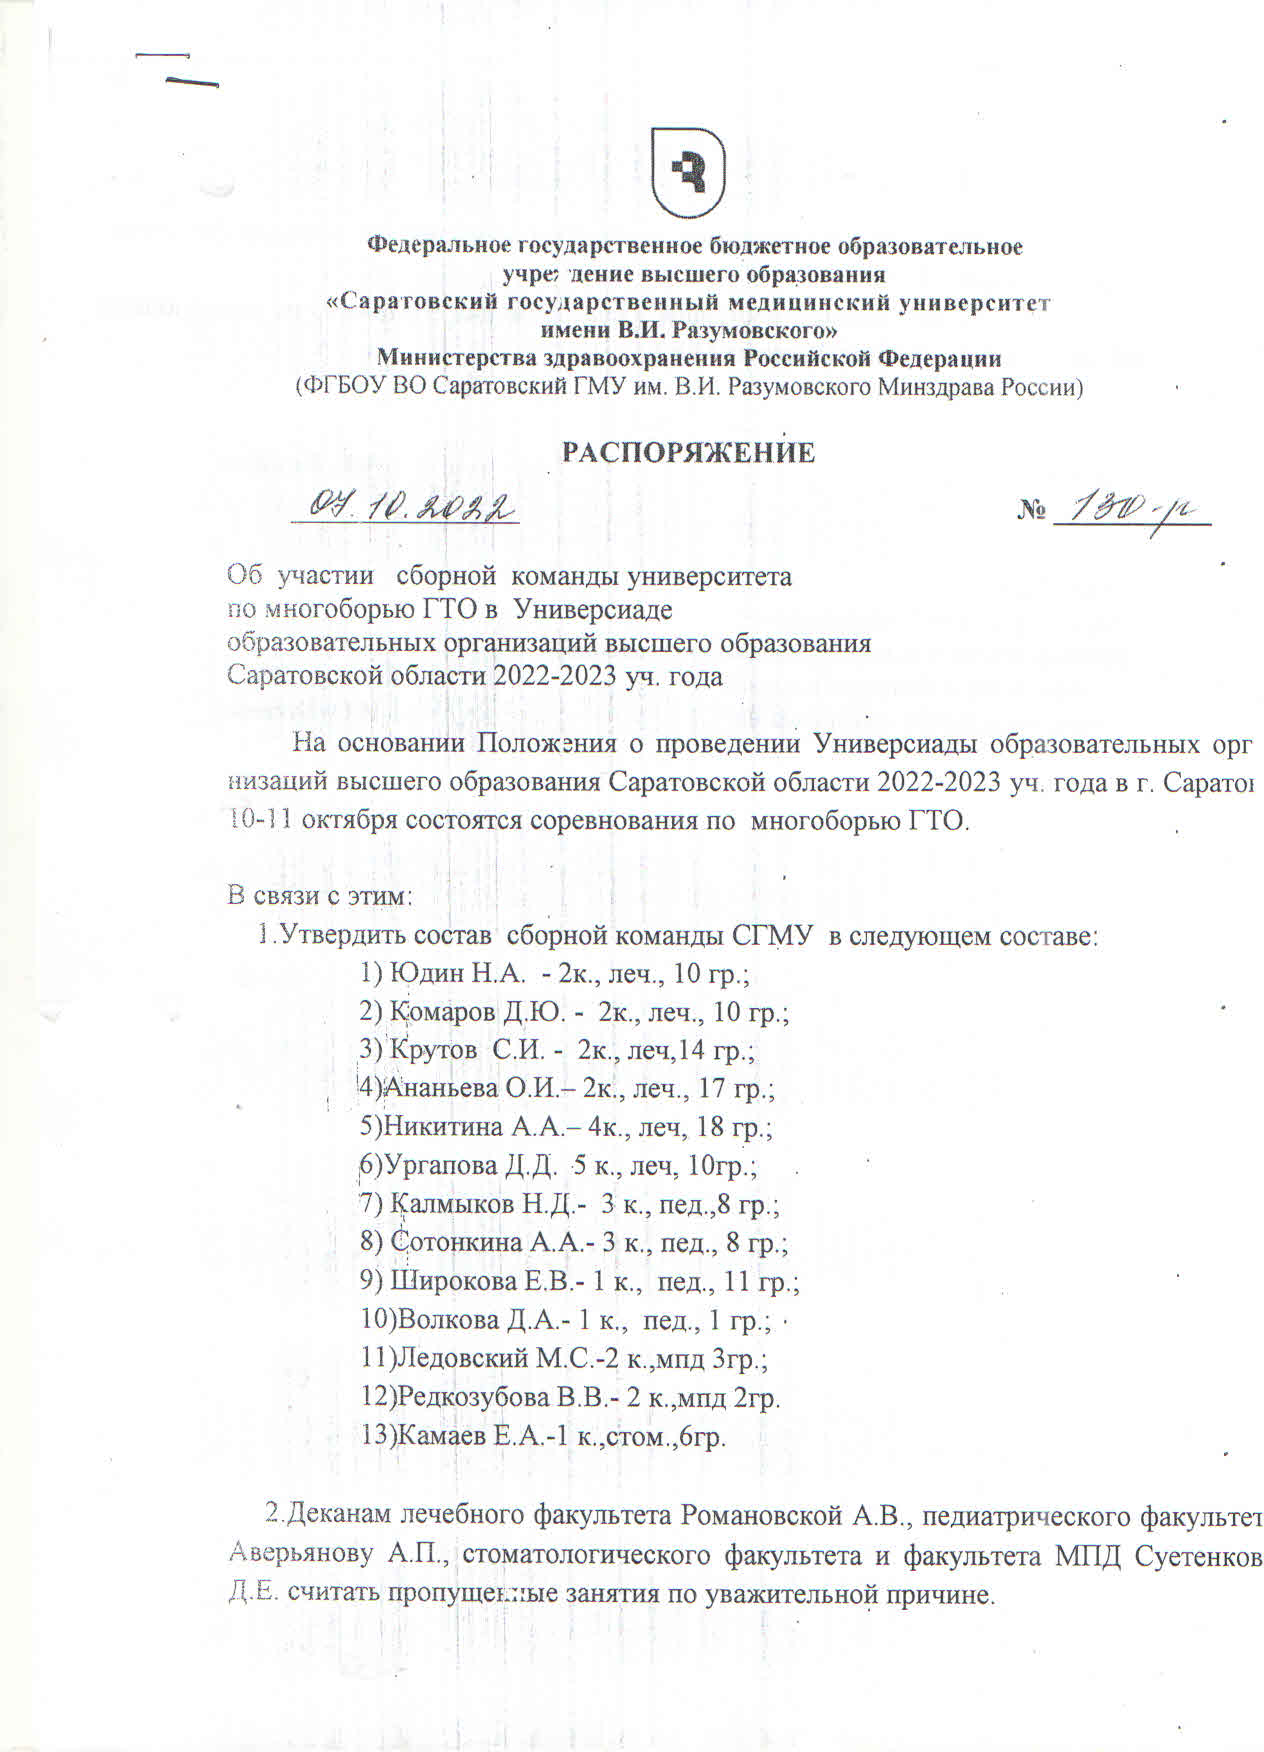 Федеральное государственное бюджетное образовательное
учре дение высшего образования
«Саратовский государственный медицинский университет
имени В.И. Разумовского»
Министерства здравоохранения Российской Федерации
(ФГБОУ ВО Саратовский ГМУ им. В.И. Разумовского Минздрава России)
РАСПОРЯЖЕНИЕ
07.10.2022 № 130-р
Об участии сборной команды университета
по многоборью ГТО в Универсиаде
образовательных организаций высшего образования
Саратовской области 2022-2023 уч. года
На основании Положения о проведении Универсиады образовательных орг
низаций высшего образования Саратовской области 2022-2023 уч. года в г. Саратов
10-11 октября состоятся соревнования по многоборью ГТО.
В связи с этим:
1.Утвердить состав сборной команды СГМУ в следующем составе:
1) Юдин Н.А. - 2к., леч., 10 гр.;
2) Комаров Д.Ю. - 2к., леч., 10 гр.;
3) Крутов С.И. - 2к., леч,14 гр.;
4)Ананьева О.И.– 2к., леч., 17 гр.;
5)Никитина А.А.– 4к., леч, 18 гр.;
6)Ургапова Д.Д. 5 к., леч, 10гр.;
7) Калмыков Н.Д.- 3 к., пед.,8 гр.;
8) Сотонкина А.А.- 3 к., пед., 8 гр.;
9) Широкова Е.В.- 1 к., пед., 11 гр.;
10)Волкова Д.А.- 1 к., пед., 1 гр.;
11)Ледовский М.С.-2 к.,мпд 3гр.;
12)Редкозубова В.В.- 2 к.,мпд 2гр.
13)Камаев Е.А.-1 к.,стом.,6гр.
2.Деканам лечебного факультета Романовской А.В., педиатрического факультет
Аверьянову А.П., стоматологического факультета и факультета МПД Суетенков
Д.Е. считать пропущенные занятия по уважительной причине.